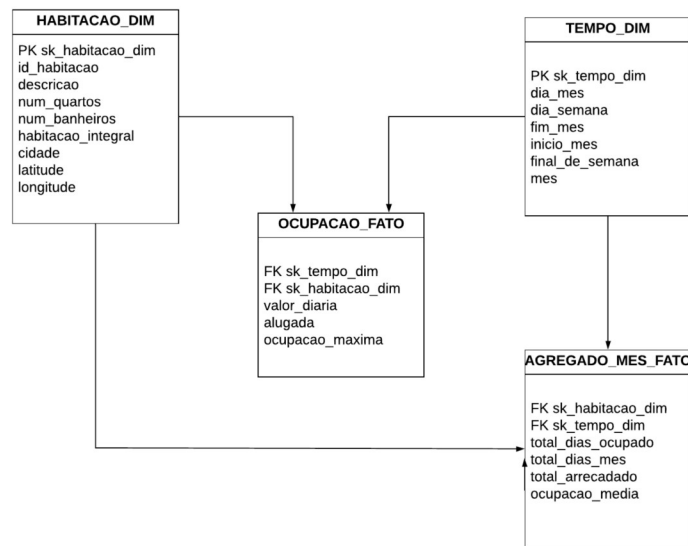 HABITACAO_DIM
PK sk_habitacao_dim
id_habitacao
descricao
num_quartos
num_banheiros
habitacao_integral
cidade
latitude
longitude
TEMPO_DIM
PK sk_tempo_dim
dia_mes
dia_semana
fim_mes
inicio_mes
final_de_semana
mes
OCUPACAO_FATO
FK sk_tempo_dim
FK sk_habitacao_dim
valor_diaria
alugada
ocupacao_maxima
AGREGADO_MES_FATO
FK sk_habitacao_dim
FK sk_tempo_dim
total_dias_ocupado
total_dias_mes
total_arrecadado
ocupacao_media